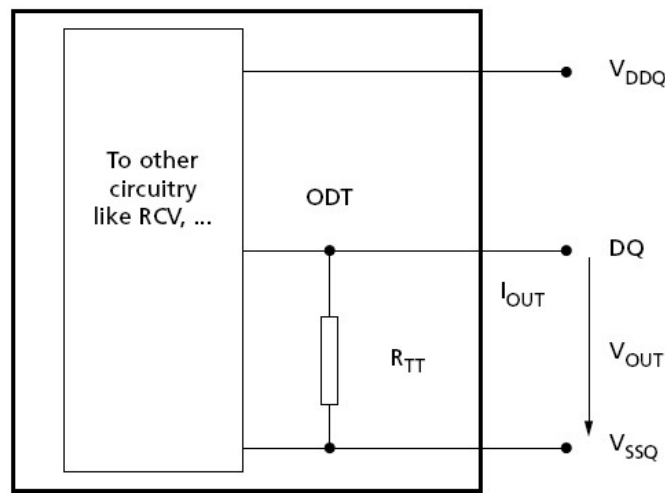 V_DDQ
To other
circuitry
like RCV, ...
ODT
DQ
I_OUT
R_TT
V_OUT
V_SSQ